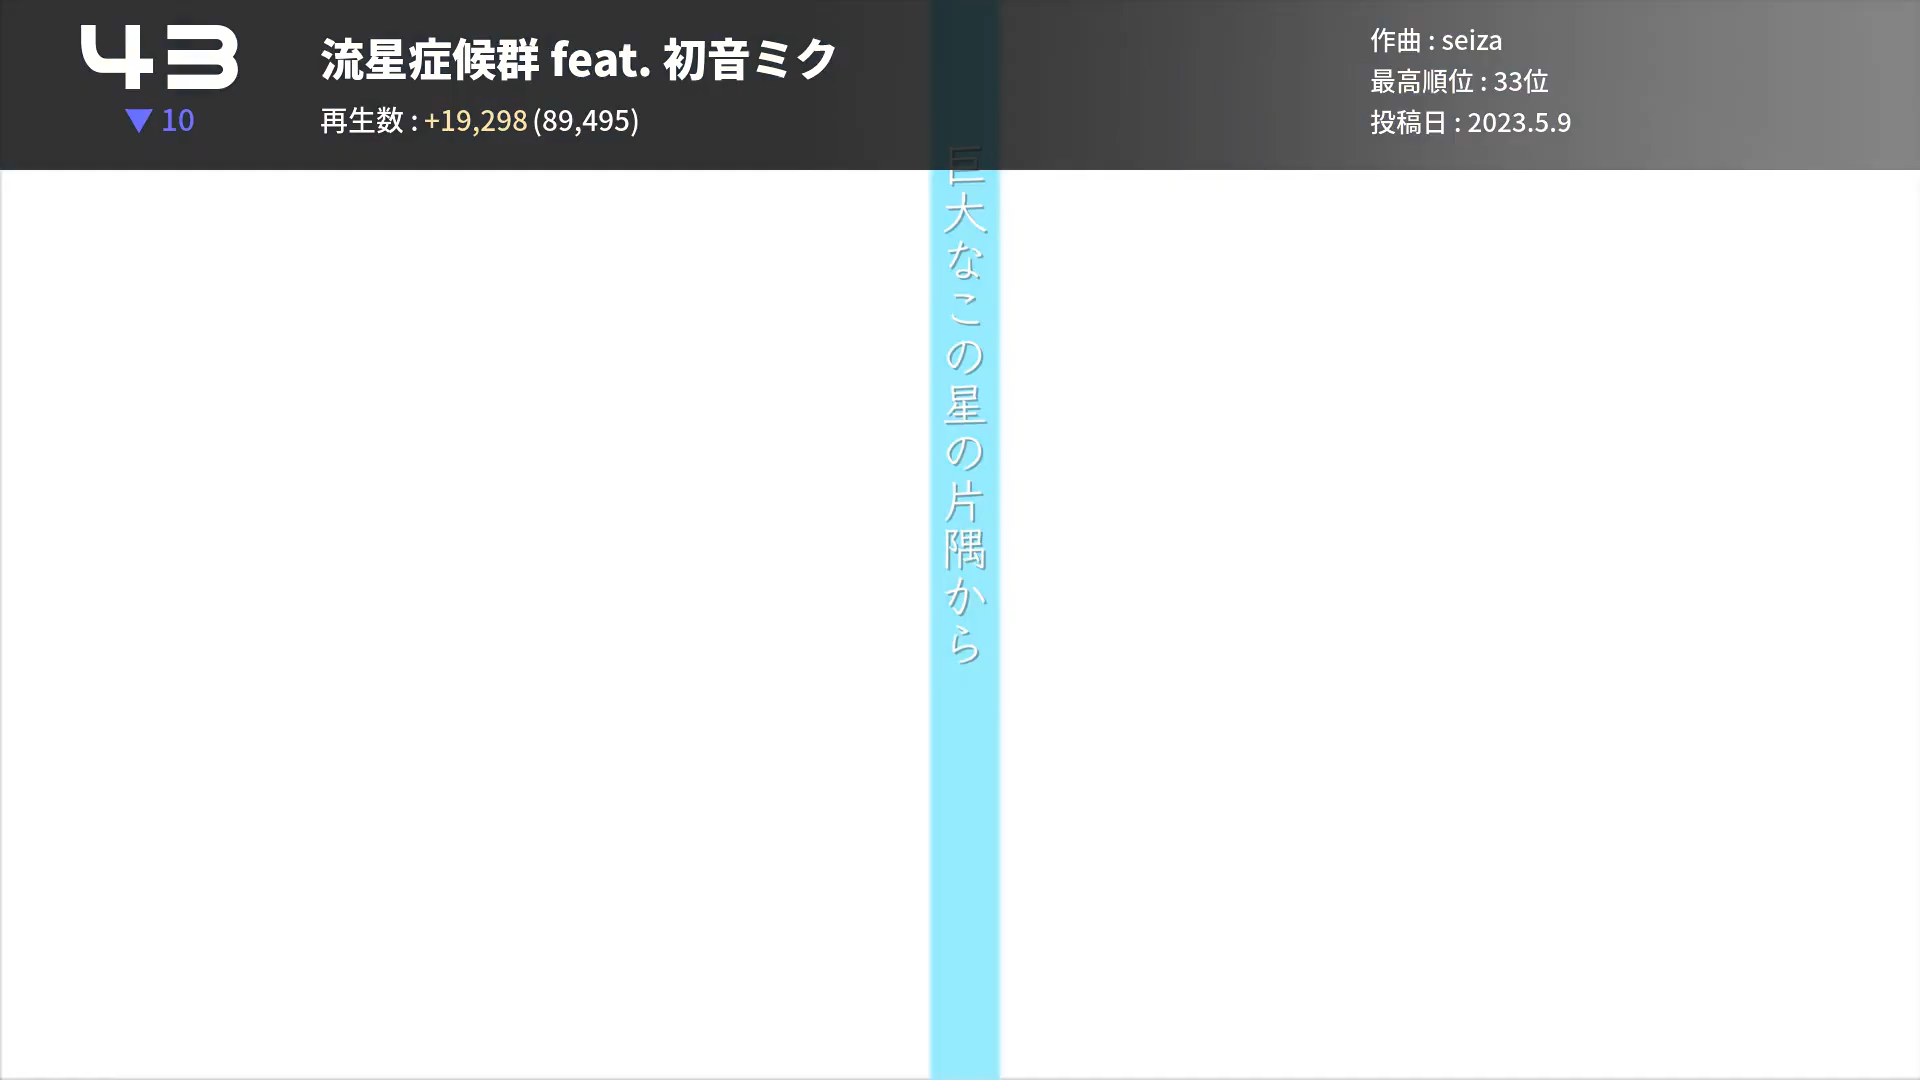 43
▼ 10
流星症候群 feat. 初音ミク
再生数 : +19,298 (89,495)
作曲 : seiza
最高順位 : 33位
投稿日 : 2023.5.9
巨大なこの星の片隅から